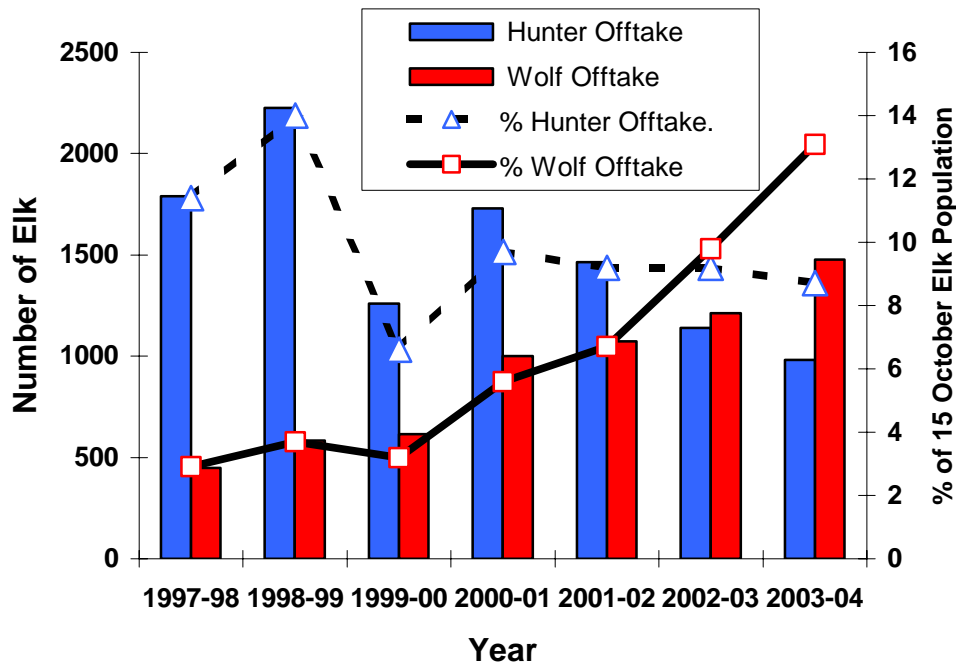 Hunter Offtake
Wolf Offtake
% Hunter Offtake.
% Wolf Offtake
Number of Elk
2500
2000
1500
1000
500
0
% of 15 October Elk Population
16
14
12
10
8
6
4
2
0
1997-98 1998-99 1999-00 2000-01 2001-02 2002-03 2003-04
Year